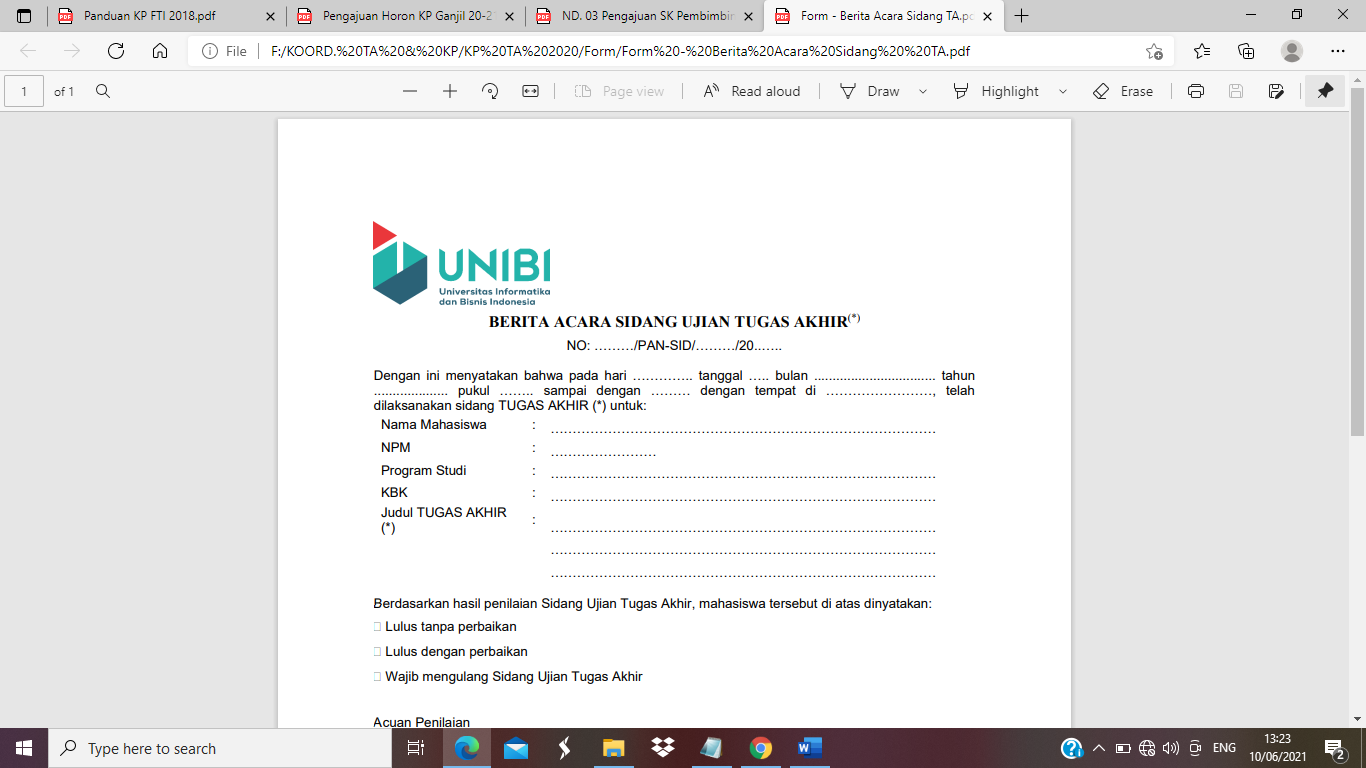 Panduan KP FTI 2018.pdf
Pengajuan Horon KP Ganjil 20-2
ND. 03 Pengajuan SK Pembimbin
Form - Berita Acara Sidang TA.pd
File
F:/KOORD.%20TA%20&%20KP/KP%20TA%202020/Form/Form%20-%20Berita%20Acara%20Sidang%20%20TA.pdf
1 of 1
Page view
Read aloud
Draw
Highlight
Erase
UNIBI
Universitas Informatika
dan Bisnis Indonesia
BERITA ACARA SIDANG UJIAN TUGAS AKHIR(*)
NO: ………/PAN-SID/………/20..…..
Dengan ini menyatakan bahwa pada hari ………….. tanggal ….. bulan ................................. tahun
.................... pukul …….. sampai dengan ……… dengan tempat di ……………………, telah
dilaksanakan sidang TUGAS AKHIR (*) untuk:
Nama Mahasiswa : ……………………………………………………………………………
NPM : ……………………
Program Studi : ……………………………………………………………………………
KBK : ……………………………………………………………………………
Judul TUGAS AKHIR
(*) : ……………………………………………………………………………
……………………………………………………………………………
……………………………………………………………………………
Berdasarkan hasil penilaian Sidang Ujian Tugas Akhir, mahasiswa tersebut di atas dinyatakan:
Lulus tanpa perbaikan
Lulus dengan perbaikan
Wajib mengulang Sidang Ujian Tugas Akhir
Acuan Penilaian
Type here to search
ENG
13:23
10/06/2021
2